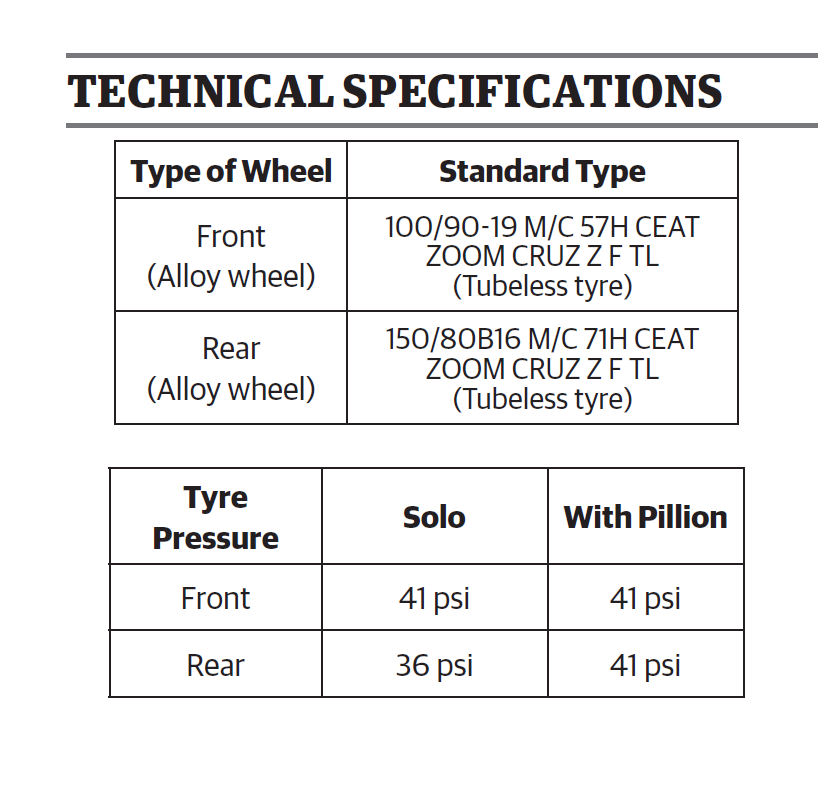 TECHNICAL SPECIFICATIONS
Type of Wheel Standard Type
Front
(Alloy wheel)
100/90-19 M/C 57H CEAT
ZOOM CRUZ Z F TL
(Tubeless tyre)
Rear
(Alloy wheel)
150/80B16 M/C 71H CEAT
ZOOM CRUZ Z F TL
(Tubeless tyre)
Tyre
Pressure
Solo With Pillion
Front 41 psi 41 psi
Rear 36 psi 41 psi